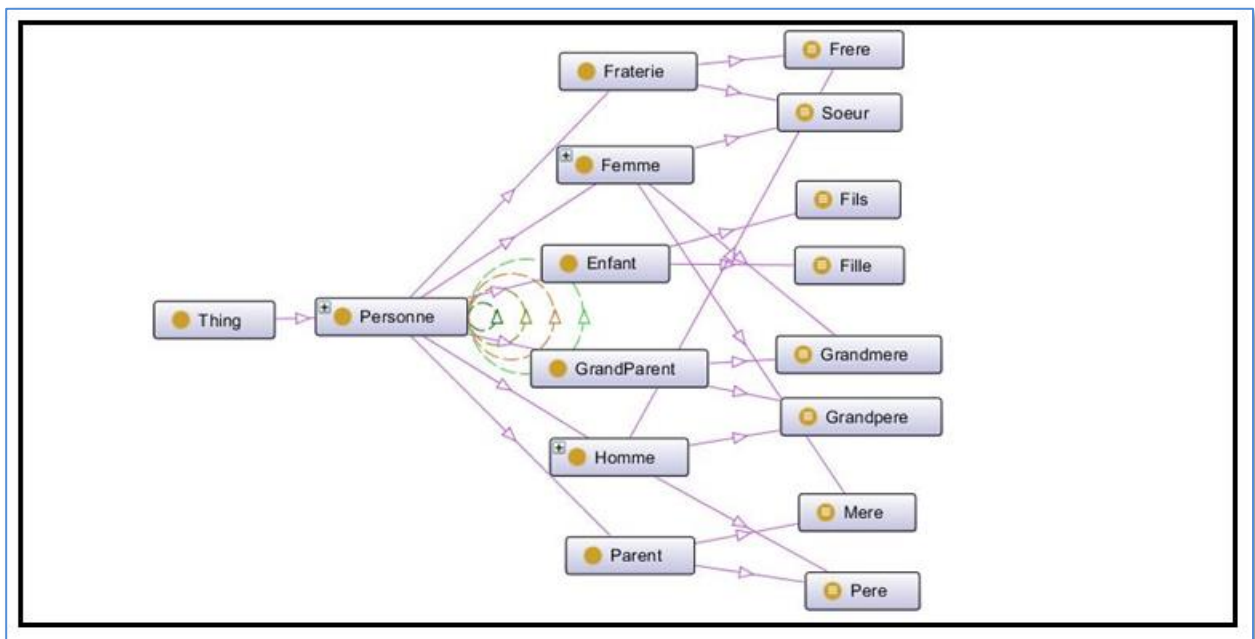 Frere
Fraterie
Soeur
Femme
Fils
Enfant
Fille
Thing
Personne
Grandmere
GrandParent
Grandpere
Homme
Mere
Parent
Pere